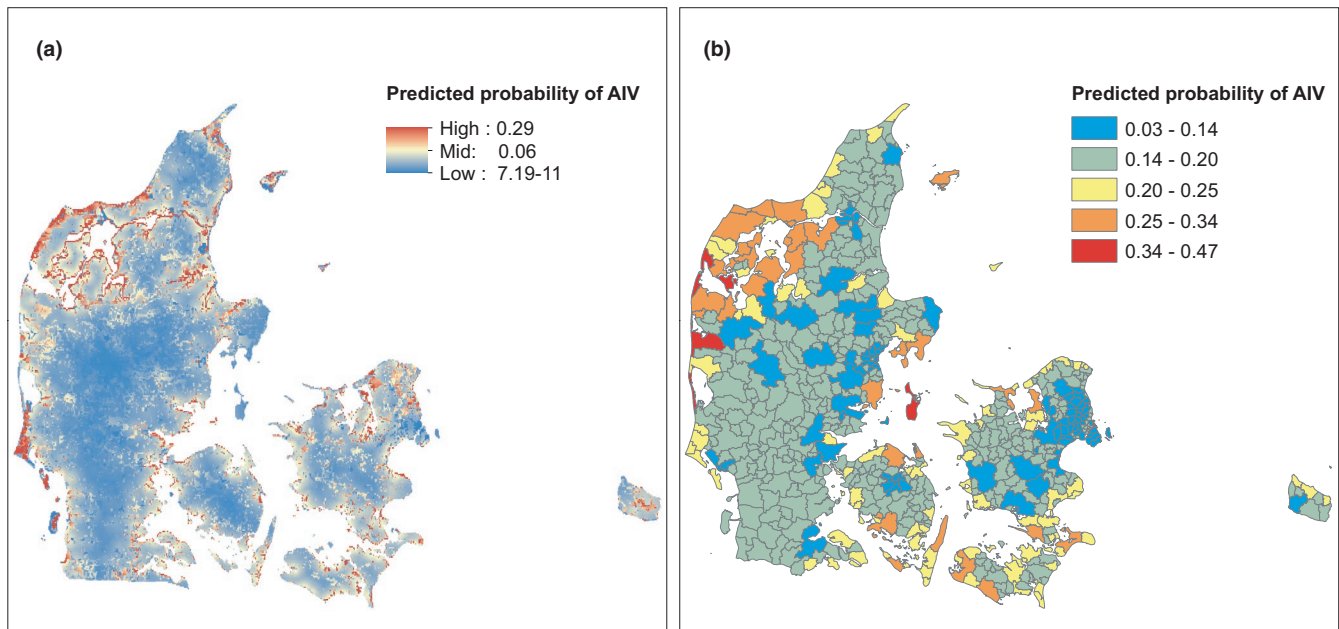 (a)
Predicted probability of AIV
High : 0.29
Mid: 0.06
Low : 7.19-11
(b)
Predicted probability of AIV
0.03 - 0.14
0.14 - 0.20
0.20 - 0.25
0.25 - 0.34
0.34 - 0.47